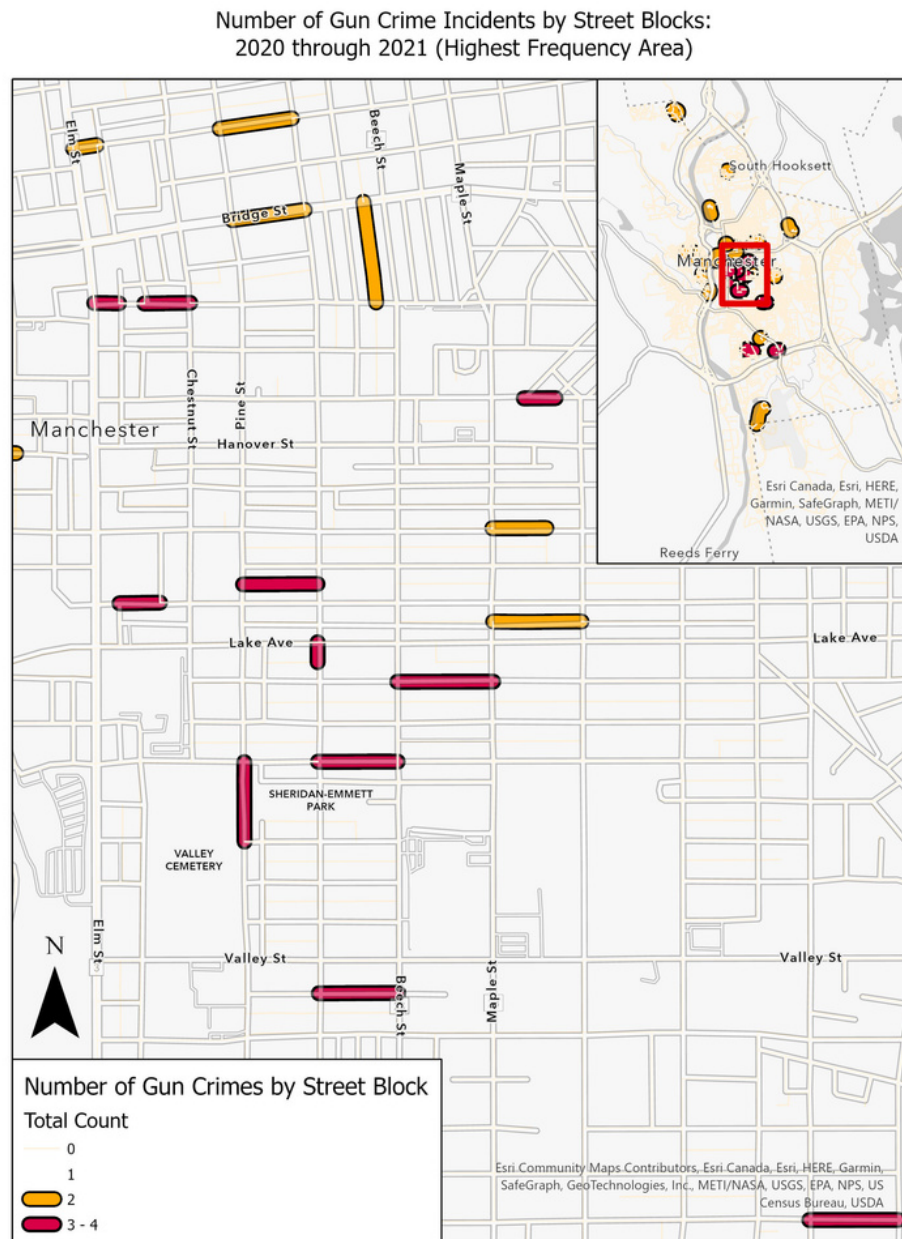 Number of Gun Crime Incidents by Street Blocks:
2020 through 2021 (Highest Frequency Area)
Elm St
Beech St
Maple St
Bridge St
South Hooksett
Manchester
Chestnut St
Pine St
Manchester
Hanover St
Esri Canada, Esri, HERE,
Garmin, SafeGraph, METI/
NASA, USGS, EPA, NPS,
USDA
Reeds Ferry
Lake Ave
Lake Ave
SHERIDAN-EMMETT
PARK
VALLEY
CEMETERY
Elm St
N
Valley St
Valley St
Beech St
Maple St
Number of Gun Crimes by Street Block
Total Count
0
1
2
3 - 4
Esri Community Maps Contributors, Esri Canada, Esri, HERE, Garmin,
SafeGraph, GeoTechnologies, Inc., METI/NASA, USGS, EPA, NPS, US
Census Bureau, USDA